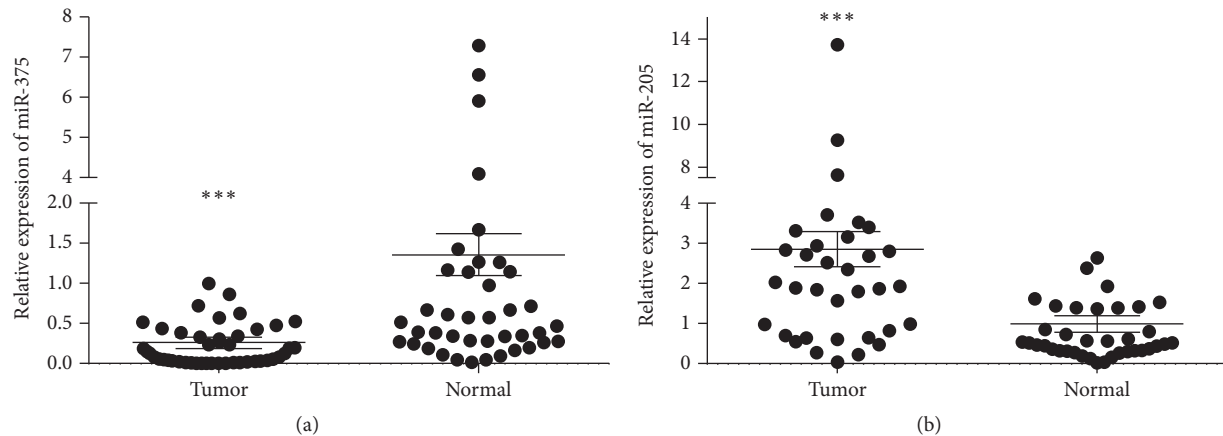 Relative expression of miR-375
8
7
6
5
4
2.0
1.5
1.0
0.5
0.0
***
Tumor
Normal
(a)
Relative expression of miR-205
14
12
10
8
4
3
2
1
0
***
Tumor
Normal
(b)